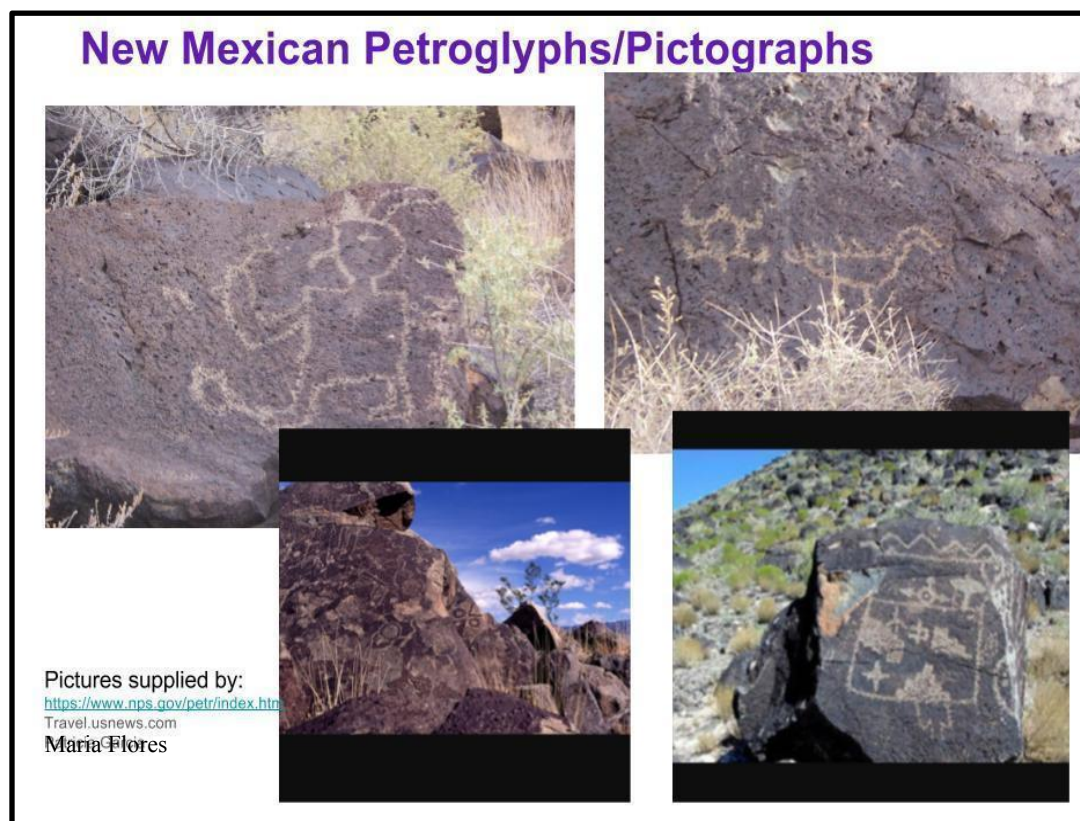 New Mexican Petroglyphs/Pictographs
Pictures supplied by:
https://www.nps.gov/petr/index.htm
Travel.usnews.com
Maria Flores